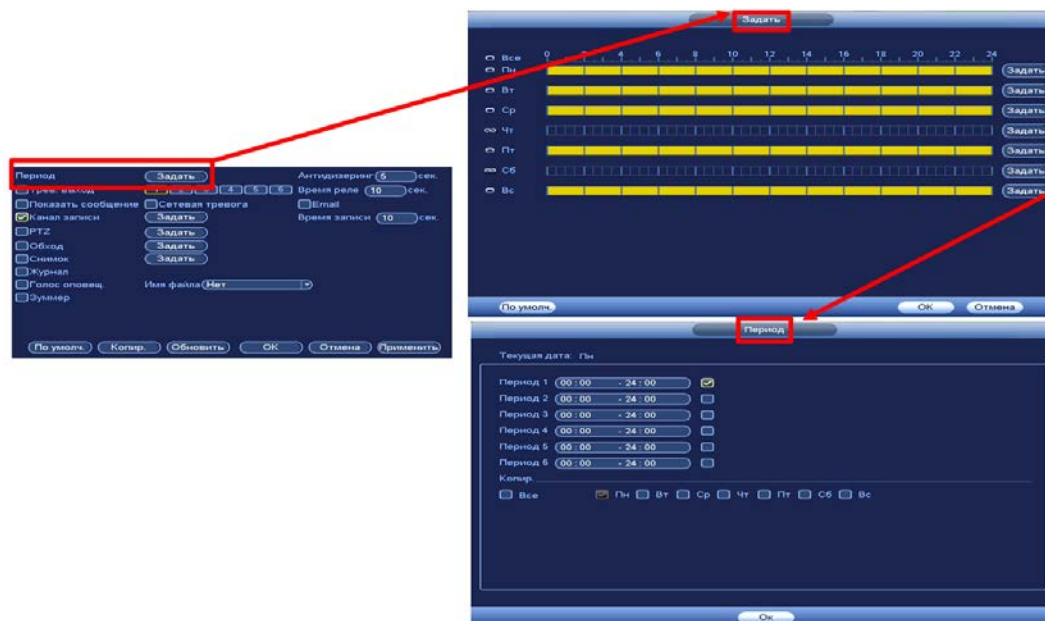 Период Задать Антидизеринг 5 сек.
Трев. выход 1 2 3 4 5 6 Время реле 10 сек.
Показать сообщение Сетевая тревога Email
Канал записи Задать Время записи 10 сек.
PTZ Задать
Обход Задать
Снимок Задать
Журнал
Голос оповещ. Имя файла Нет
Зуммер
По умолч. Копир. Обновить ОК Отмена Применить
Задать
Все 0 2 4 6 8 10 12 14 16 18 20 22 24
Пн Задать
Вт Задать
Ср Задать
Чт Задать
Пт Задать
Сб Задать
Вс Задать
По умолч. ОК Отмена
Период
Текущая дата: Пн
Период 1 00 : 00 - 24 : 00
Период 2 00 : 00 - 24 : 00
Период 3 00 : 00 - 24 : 00
Период 4 00 : 00 - 24 : 00
Период 5 00 : 00 - 24 : 00
Период 6 00 : 00 - 24 : 00
Копир.
Все Пн Вт Ср Чт Пт Сб Вс
Ок